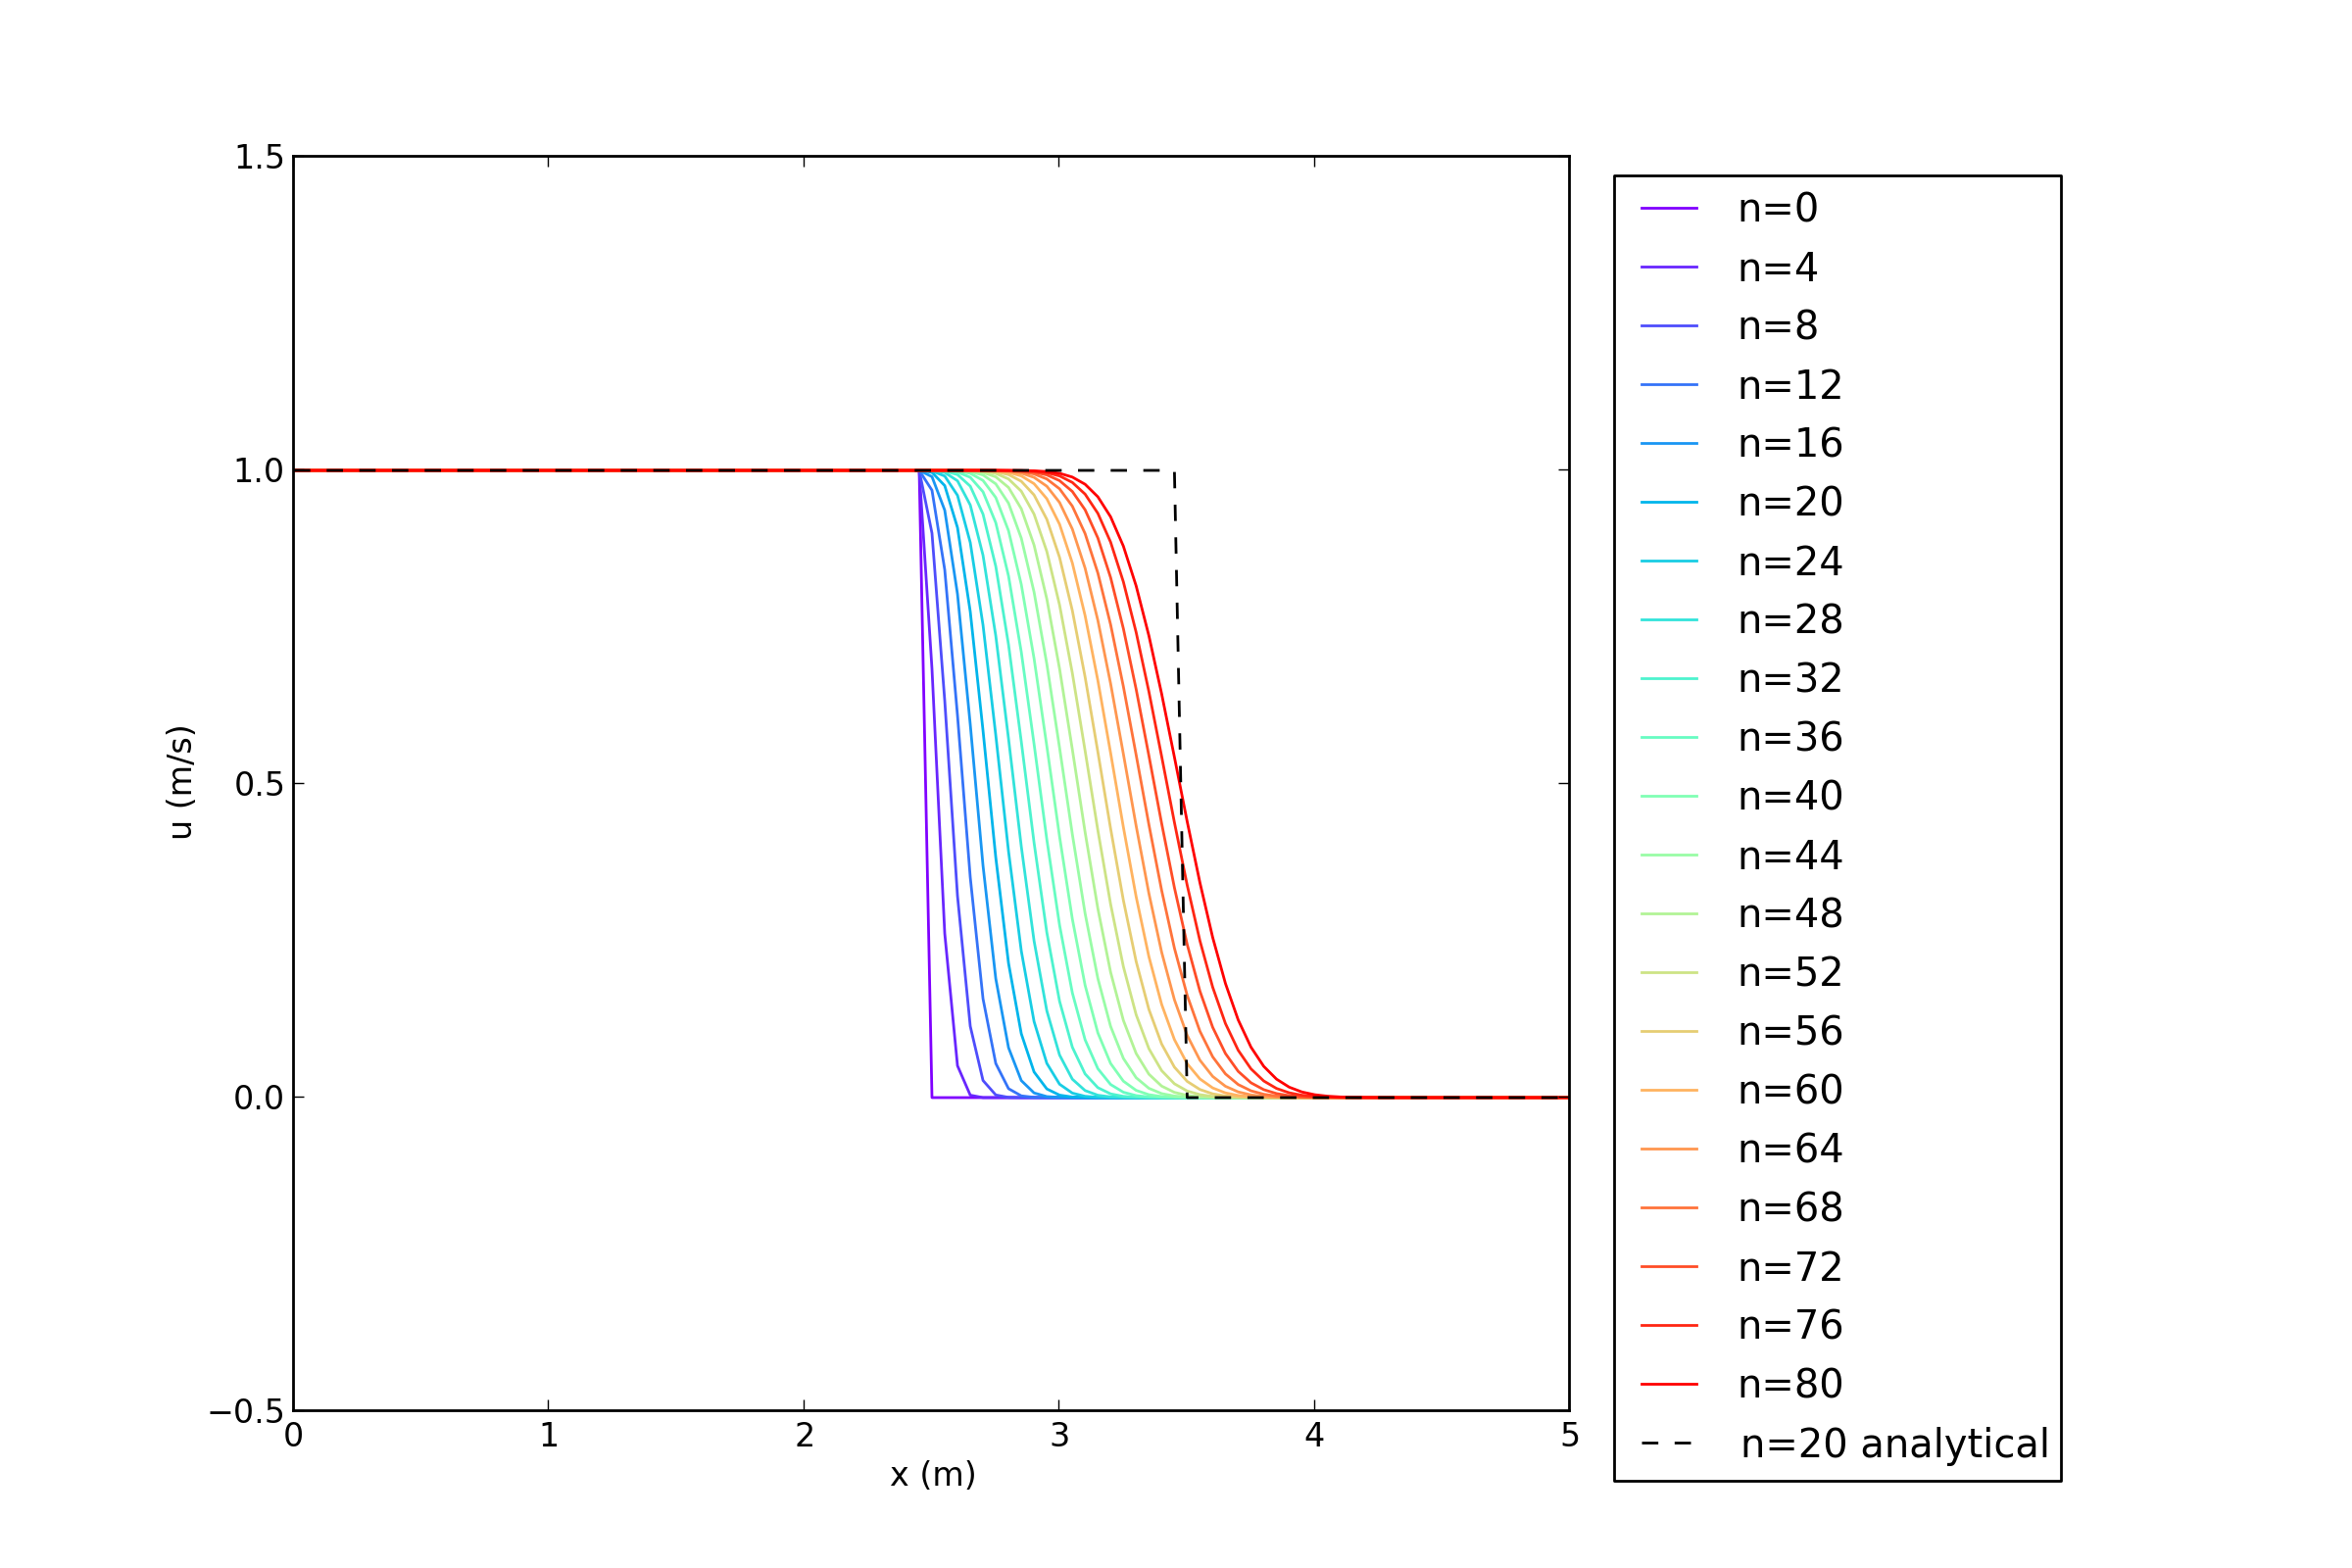 1.5
1.0
0.5
0.0
−0.5
0
1
2
3
4
5
u (m/s)
x (m)
n=0
n=4
n=8
n=12
n=16
n=20
n=24
n=28
n=32
n=36
n=40
n=44
n=48
n=52
n=56
n=60
n=64
n=68
n=72
n=76
n=80
n=20 analytical